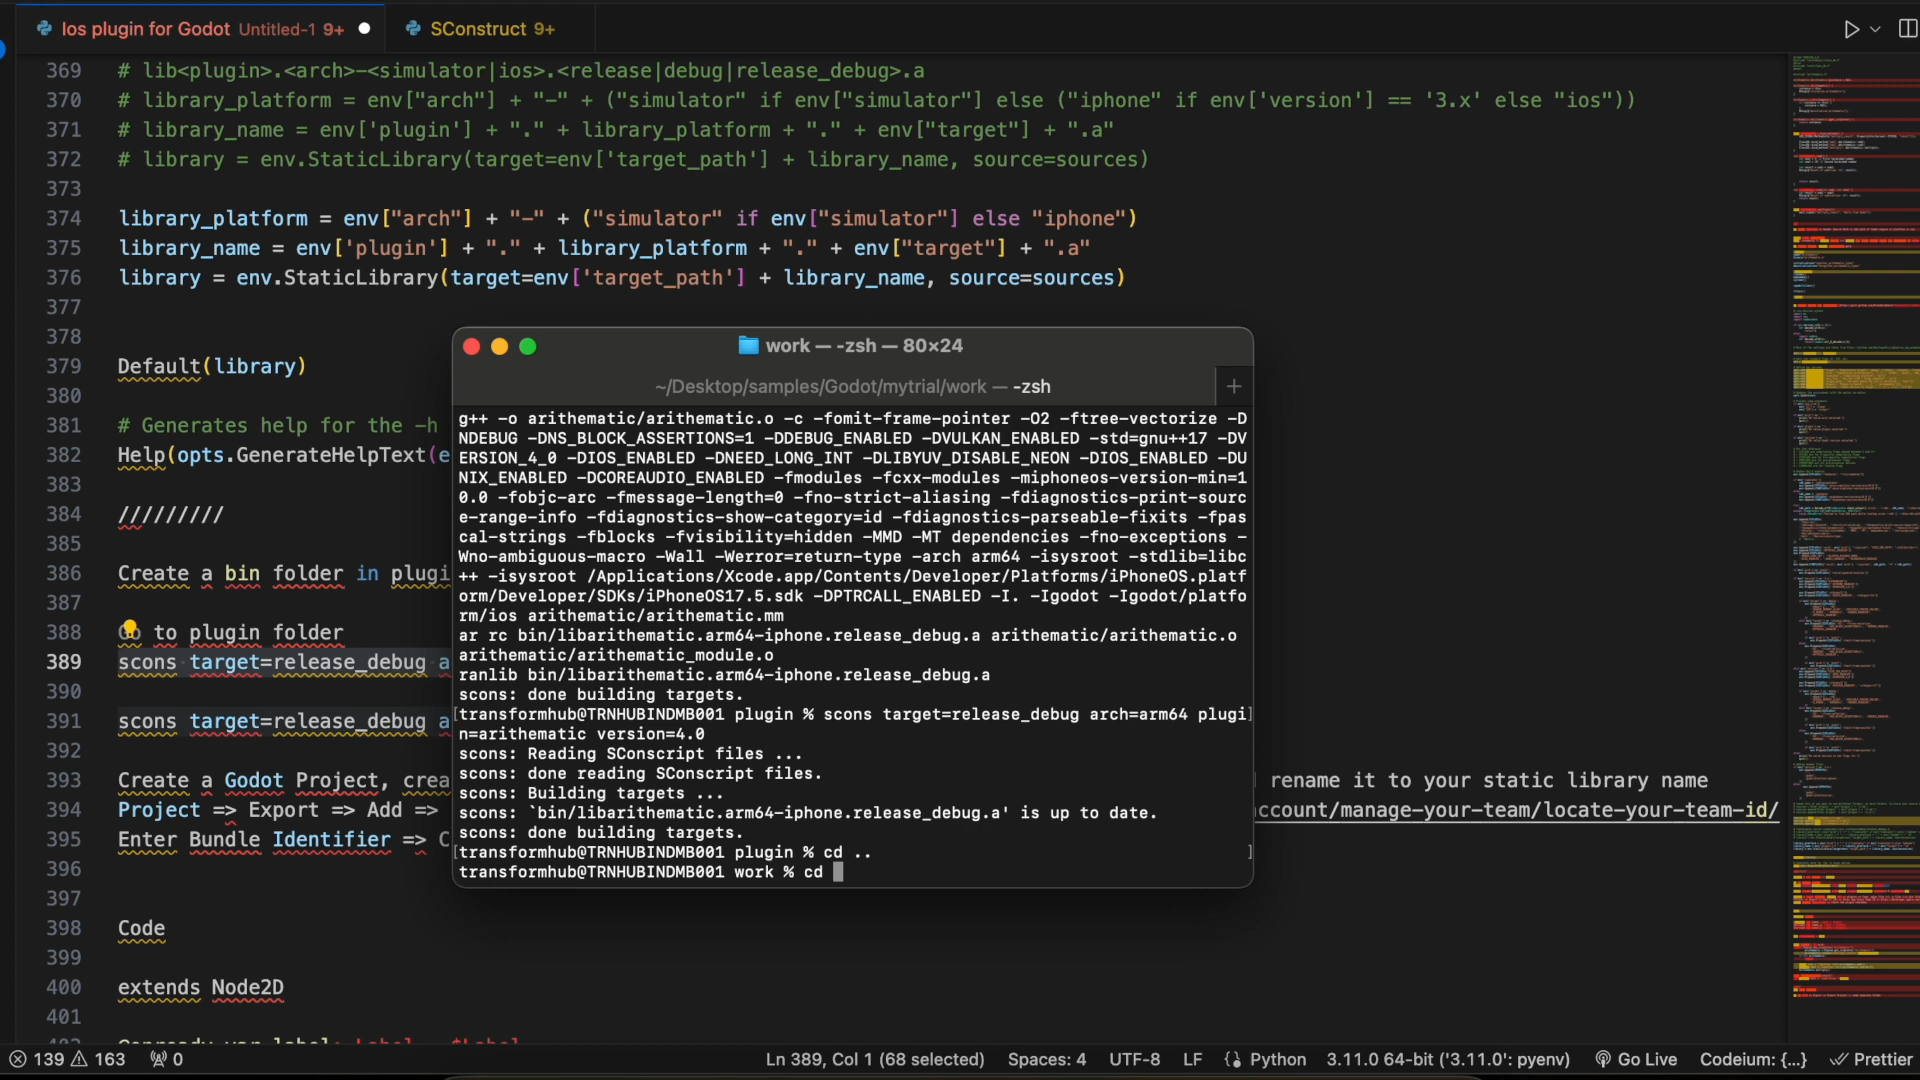 Ios plugin for Godot Untitled-1 9+
SConstruct 9+
369 # lib<plugin>.<arch>-<simulator|ios>.<release|debug|release_debug>.a
370 # library_platform = env["arch"] + "-" + ("simulator" if env["simulator"] else ("iphone" if env['version'] == '3.x' else "ios"))
371 # library_name = env['plugin'] + "." + library_platform + "." + env["target"] + ".a"
372 # library = env.StaticLibrary(target=env['target_path'] + library_name, source=sources)
373
374 library_platform = env["arch"] + "-" + ("simulator" if env["simulator"] else "iphone")
375 library_name = env['plugin'] + "." + library_platform + "." + env["target"] + ".a"
376 library = env.StaticLibrary(target=env['target_path'] + library_name, source=sources)
377
378
379 Default(library)
380
381 # Generates help for the -h
382 Help(opts.GenerateHelpText(e
383
384 /////////
385
386 Create a bin folder in plugi
387
388 to plugin folder
389 scons target=release_debug a
390
391 scons target=release_debug a
392
393 Create a Godot Project, crea
rename it to your static library name
394 Project => Export => Add =>
ccount/manage-your-team/locate-your-team-id/
395 Enter Bundle Identifier => C
396
397
398 Code
399
400 extends Node2D
401
work — -zsh — 80×24
~/Desktop/samples/Godot/mytrial/work — -zsh
+
g++ -o arithematic/arithematic.o -c -fomit-frame-pointer -O2 -ftree-vectorize -D
NDEBUG -DNS_BLOCK_ASSERTIONS=1 -DDEBUG_ENABLED -DVULKAN_ENABLED -std=gnu++17 -DV
ERSION_4_0 -DIOS_ENABLED -DNEED_LONG_INT -DLIBYUV_DISABLE_NEON -DIOS_ENABLED -DU
NIX_ENABLED -DCOREAUDIO_ENABLED -fmodules -fcxx-modules -miphoneos-version-min=1
0.0 -fobjc-arc -fmessage-length=0 -fno-strict-aliasing -fdiagnostics-print-sourc
e-range-info -fdiagnostics-show-category=id -fdiagnostics-parseable-fixits -fpas
cal-strings -fblocks -fvisibility=hidden -MMD -MT dependencies -fno-exceptions -
Wno-ambiguous-macro -Wall -Werror=return-type -arch arm64 -isysroot -stdlib=libc
++ -isysroot /Applications/Xcode.app/Contents/Developer/Platforms/iPhoneOS.platf
orm/Developer/SDKs/iPhoneOS17.5.sdk -DPTRCALL_ENABLED -I. -Igodot -Igodot/platfo
rm/ios arithematic/arithematic.mm
ar rc bin/libarithematic.arm64-iphone.release_debug.a arithematic/arithematic.o
arithematic/arithematic_module.o
ranlib bin/libarithematic.arm64-iphone.release_debug.a
scons: done building targets.
[transformhub@TRNHUBINDMB001 plugin % scons target=release_debug arch=arm64 plugi]
n=arithematic version=4.0
scons: Reading SConscript files ...
scons: done reading SConscript files.
scons: Building targets ...
scons: `bin/libarithematic.arm64-iphone.release_debug.a' is up to date.
scons: done building targets.
[transformhub@TRNHUBINDMB001 plugin % cd .. ]
transformhub@TRNHUBINDMB001 work % cd
139 163 0
Ln 389, Col 1 (68 selected) Spaces: 4 UTF-8 LF Python 3.11.0 64-bit ('3.11.0': pyenv) Go Live Codeium: {...} Prettier